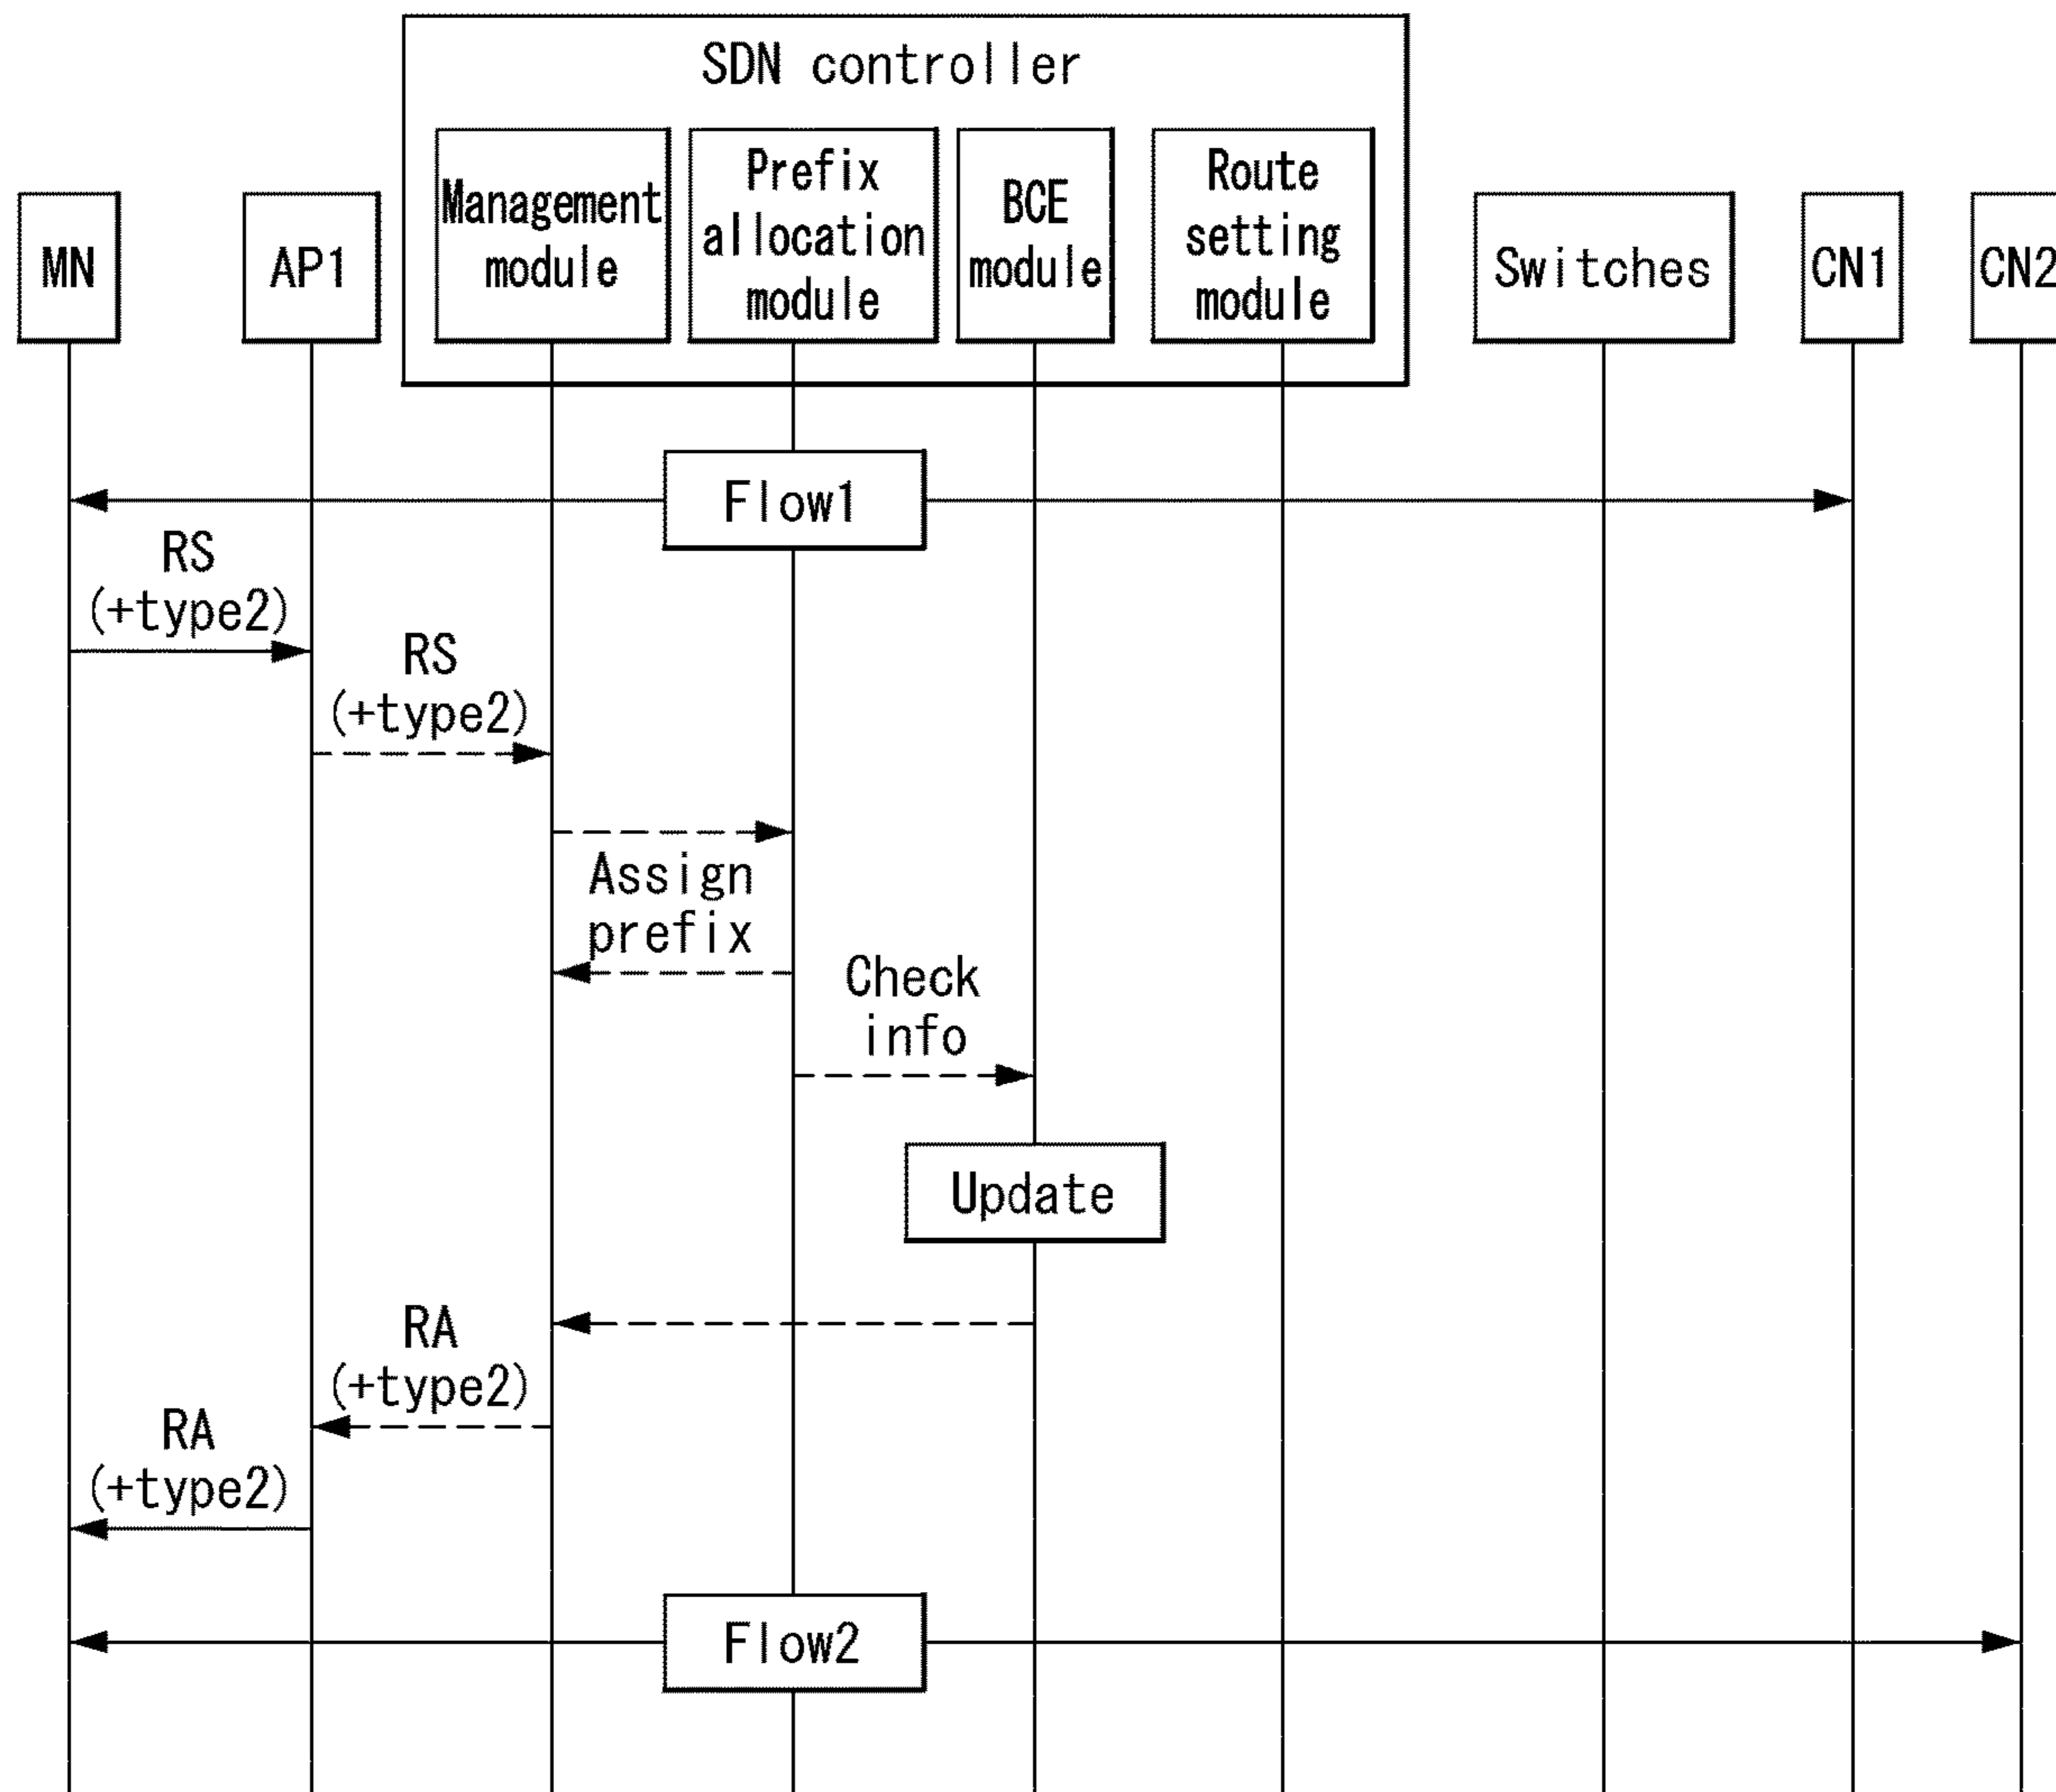 SDN controller
MN
AP1
Management
module
Prefix
allocation
module
BCE
module
Route
setting
module
Switches
CN1
CN2
Flow1
RS
(+type2)
RS
(+type2)
Assign
prefix
Check
info
Update
RA
(+type2)
RA
(+type2)
Flow2